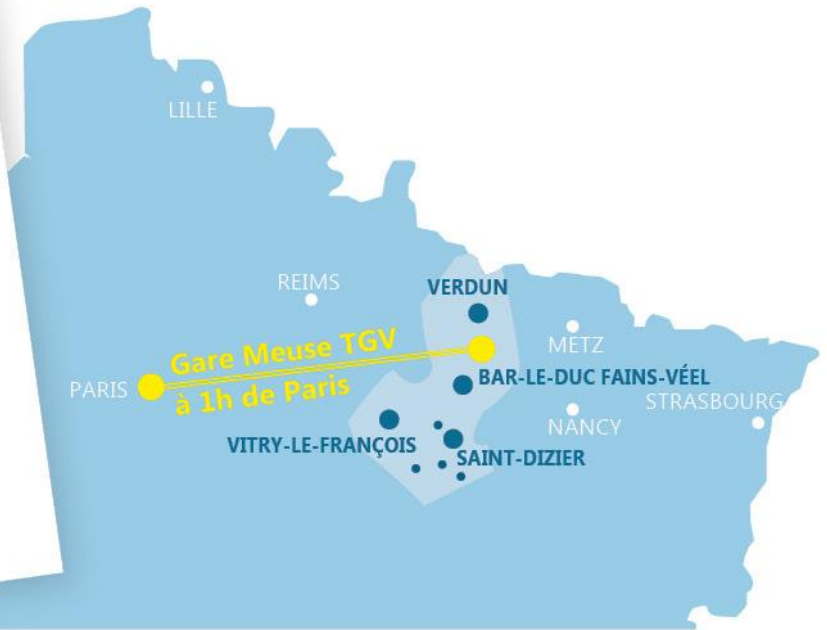 LILLE
REIMS
VERDUN
Gare Meuse TGV
METZ
PARIS
à 1h de Paris
BAR-LE-DUC FAINS-VÉEL
STRASBOURG
NANCY
VITRY-LE-FRANÇOIS
SAINT-DIZIER